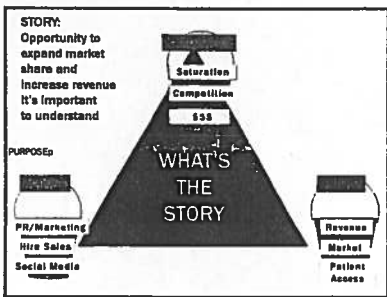 STORY:
Opportunity to
expand market
share and
increase revenue
it's important
to understand
Saturation
Competition
$$$
PURPOSEp
WHAT'S
THE
STORY
PR/Marketing
Hire Sales
Social Media
Revenue
Market
Patient
Access